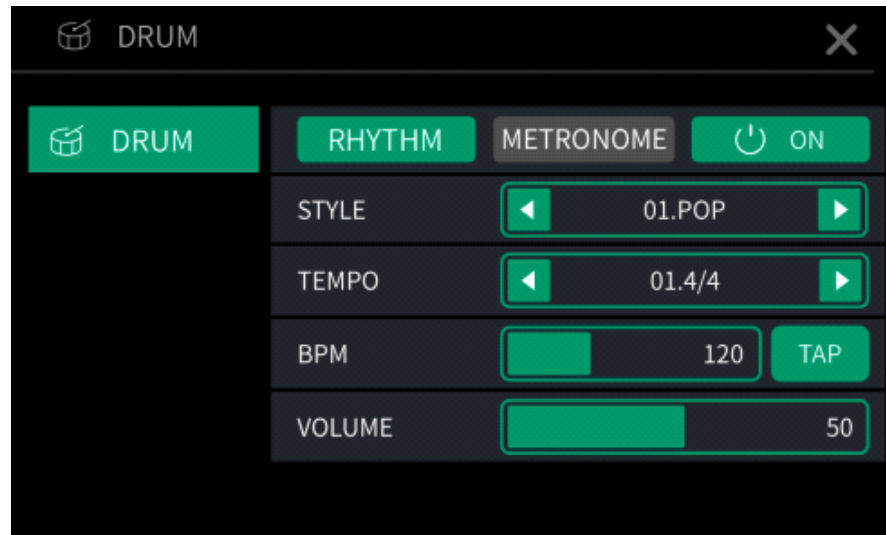 DRUM
DRUM
RHYTHM METRONOME ON
STYLE 01.POP
TEMPO 01.4/4
BPM 120 TAP
VOLUME 50